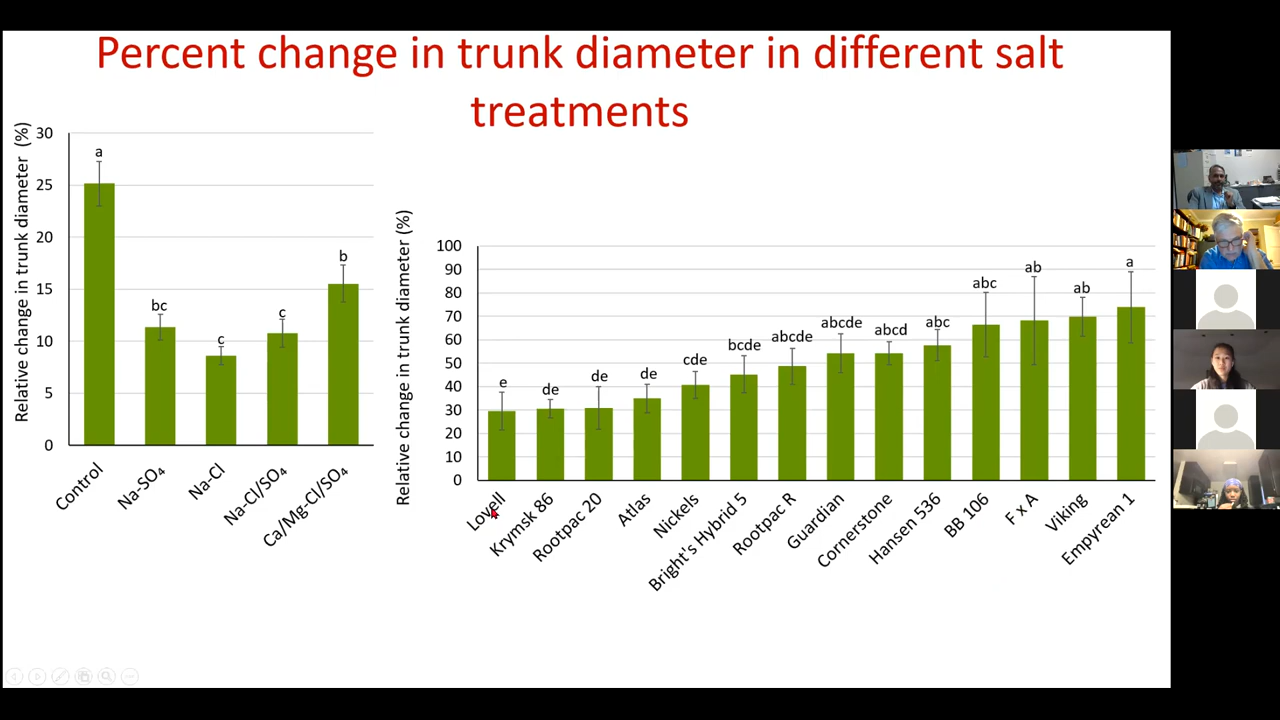 Percent change in trunk diameter in different salt
treatments
Relative change in trunk diameter (%)
30
25
20
15
10
5
0
a
bc
c
c
b
Control
Na-SO₄
Na-Cl
Na-Cl/SO₄
Ca/Mg-Cl//SO₄
Relative change in trunk diameter (%)
100
90
80
70
60
50
40
30
20
10
0
e
de
de
de
cde
bcde
abcde
abcde
abcd
abc
abc
ab
ab
a
Lovell
Krymsk 86
Rootpac 20
Atlas
Nickels
Bright's Hybrid 5
Rootpac R
Guardian
Cornerstone
Hansen 536
BB 106
F x A
Viking
Empyrean 1